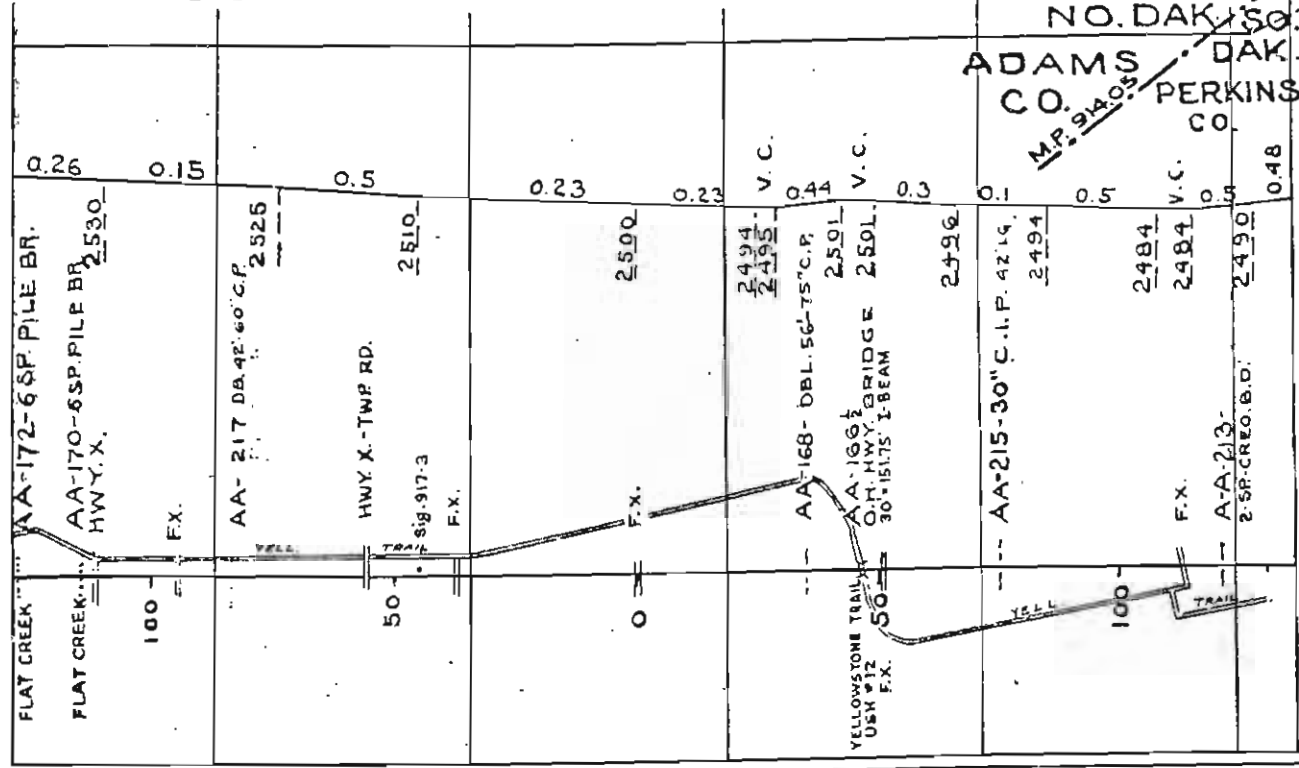 NO. DAK.
SO.
DAK.
ADAMS
CO.
PERKINS
CO.
M.P. 914.05
0.26
0.15
0.5
0.23
0.23
V. C.
0.44
V. C.
0.3
0.1
0.5
V. C.
0.5
0.48
AA-172-6 SP. PILE BR.
AA-170-6 SP. PILE BR.
HWY. X.
2530
F.X.
AA-217 DB. 42'-60" C.P.
2525
HWY. X.-TWP. RD.
2510
Sig. 917-3
F.X.
2500
F.X.
2494
2495
AA-168-DBL. 56'-75" C.P.
2501
AA-166½
O.H. HWY. BRIDGE
30'-151.75' I-BEAM
2501
2496
AA-215-30" C.I.P. 42' LG.
2494
2484
2484
F.X.
A-A-213-
2-SP.-CREO. B.D.
2490
YELL.
TRAIL
YELL
TRAIL
FLAT CREEK
FLAT CREEK
100
50
0
YELLOWSTONE TRAIL
USH #12
F.X.
50
100